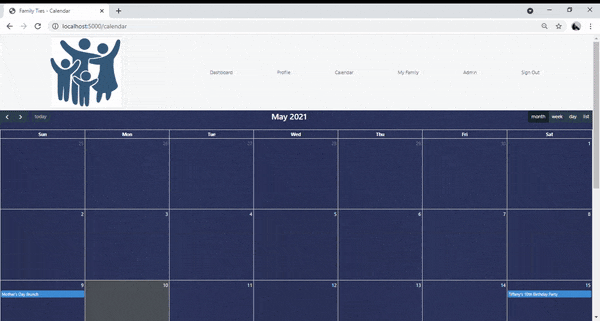 Family Ties - Calendar
localhost:5000/calendar
Dashboard Profile Calendar My Family Admin Sign Out
today May 2021 month week day list
Sun Mon Tue Wed Thu Fri Sat
25 26 27 28 29 30 1
2 3 4 5 6 7 8
9 10 11 12 13 14 15
Mother's Day Brunch Tiffany's 10th Birthday Party